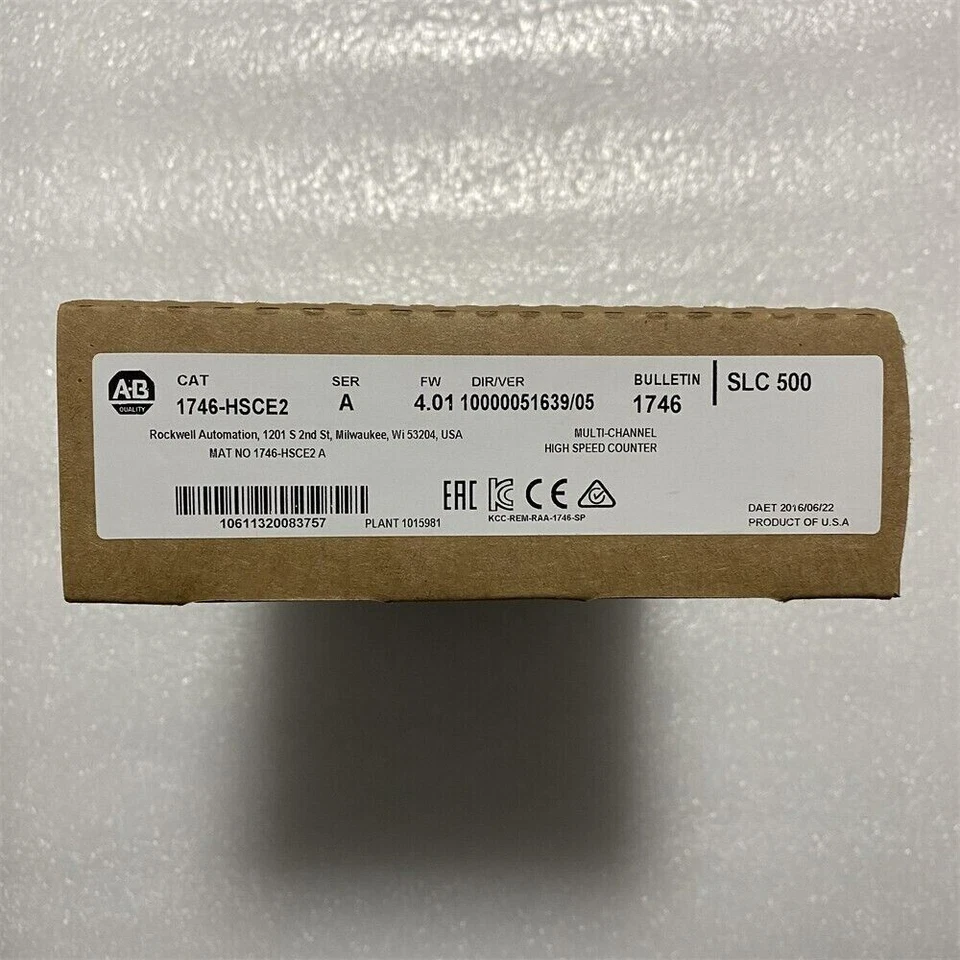 A-B
QUALITY
CAT SER FW DIR/VER BULLETIN SLC 500
1746-HSCE2 A 4.01 10000051639/05 1746
Rockwell Automation, 1201 S 2nd St, Milwaukee, Wi 53204, USA
MAT NO 1746-HSCE2 A
MULTI-CHANNEL
HIGH SPEED COUNTER
EAC KC CE
KCC-REM-RAA-1746-SP
10611320083757 PLANT 1015981
DAET 2016/06/22
PRODUCT OF U.S.A